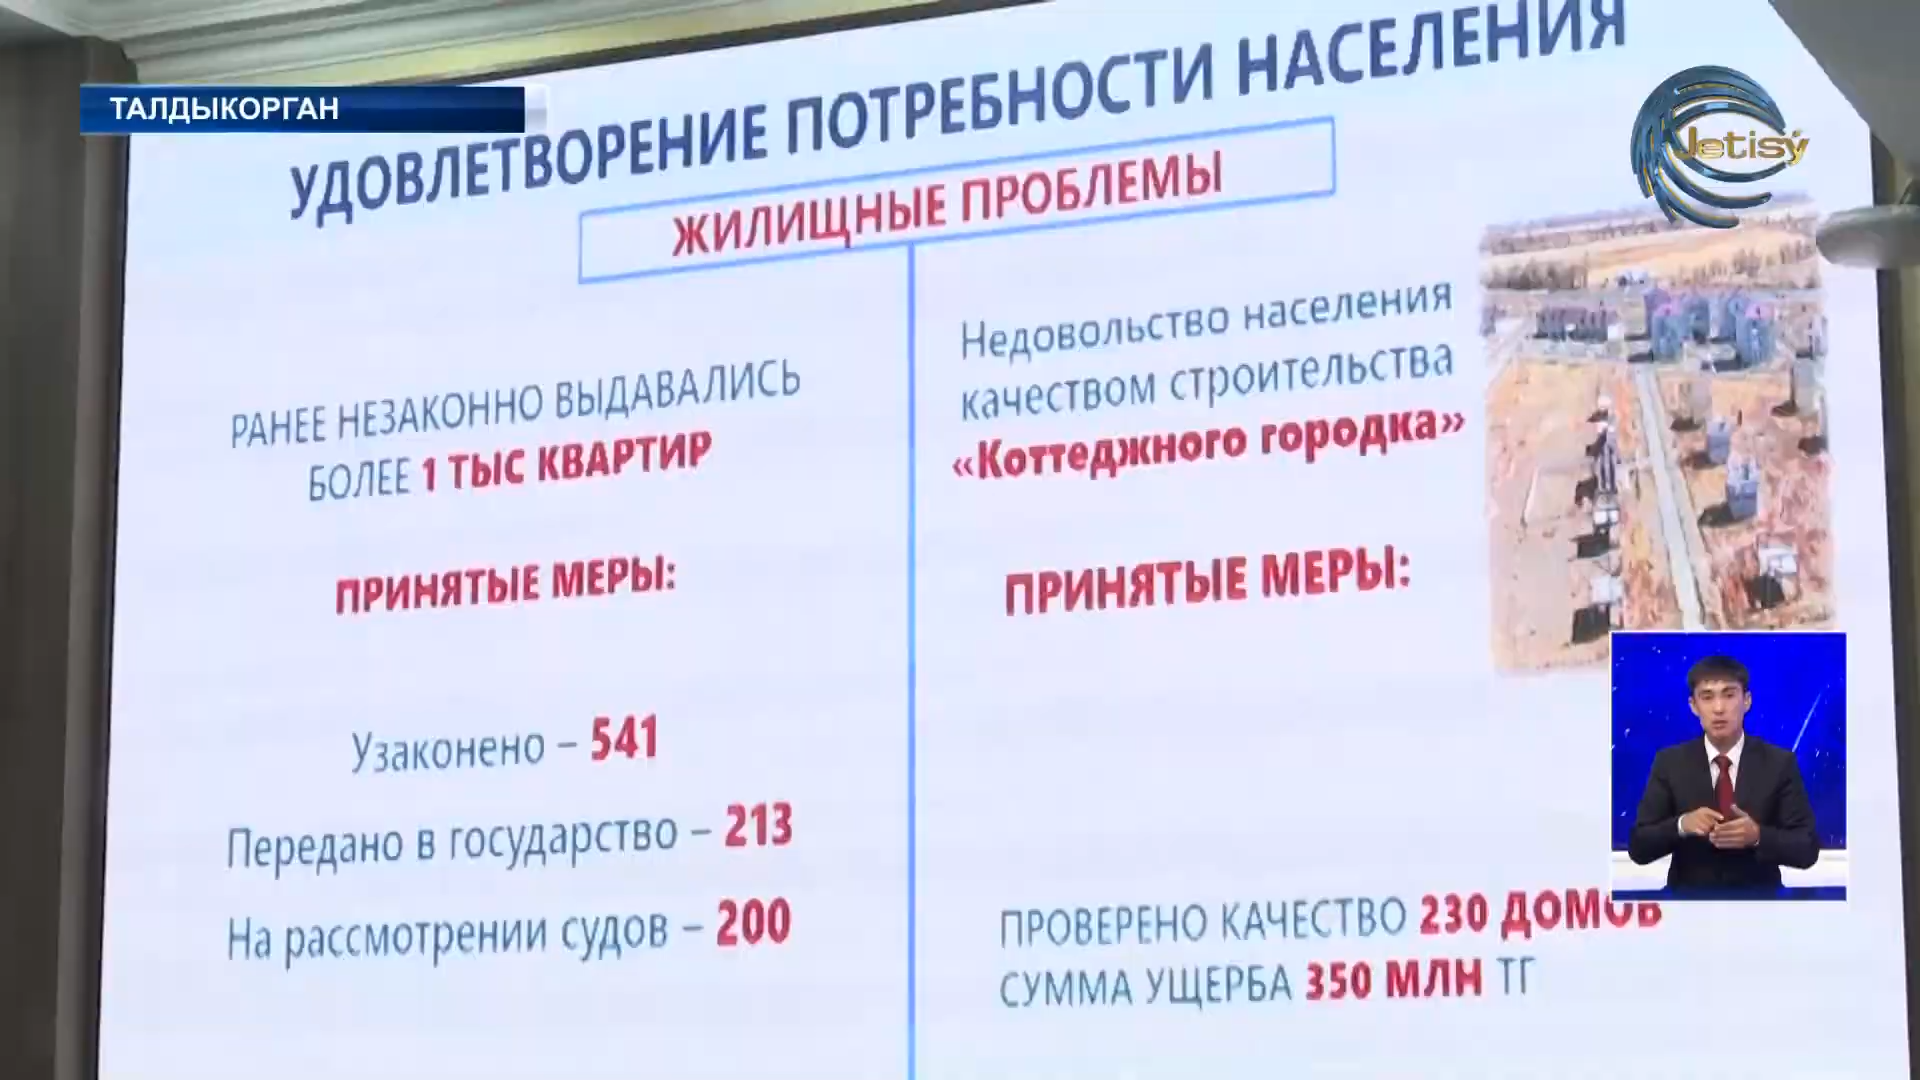 ТАЛДЫКОРГАН
Jetisý
УДОВЛЕТВОРЕНИЕ ПОТРЕБНОСТИ НАСЕЛЕНИЯ
ЖИЛИЩНЫЕ ПРОБЛЕМЫ
РАНЕЕ НЕЗАКОННО ВЫДАВАЛИСЬ
БОЛЕЕ 1 ТЫС КВАРТИР
ПРИНЯТЫЕ МЕРЫ:
Узаконено – 541
Передано в государство – 213
На рассмотрении судов – 200
Недовольство населения
качеством строительства
«Коттеджного городка»
ПРИНЯТЫЕ МЕРЫ:
ПРОВЕРЕНО КАЧЕСТВО 230 ДОМОВ
СУММА УЩЕРБА 350 МЛН ТГ